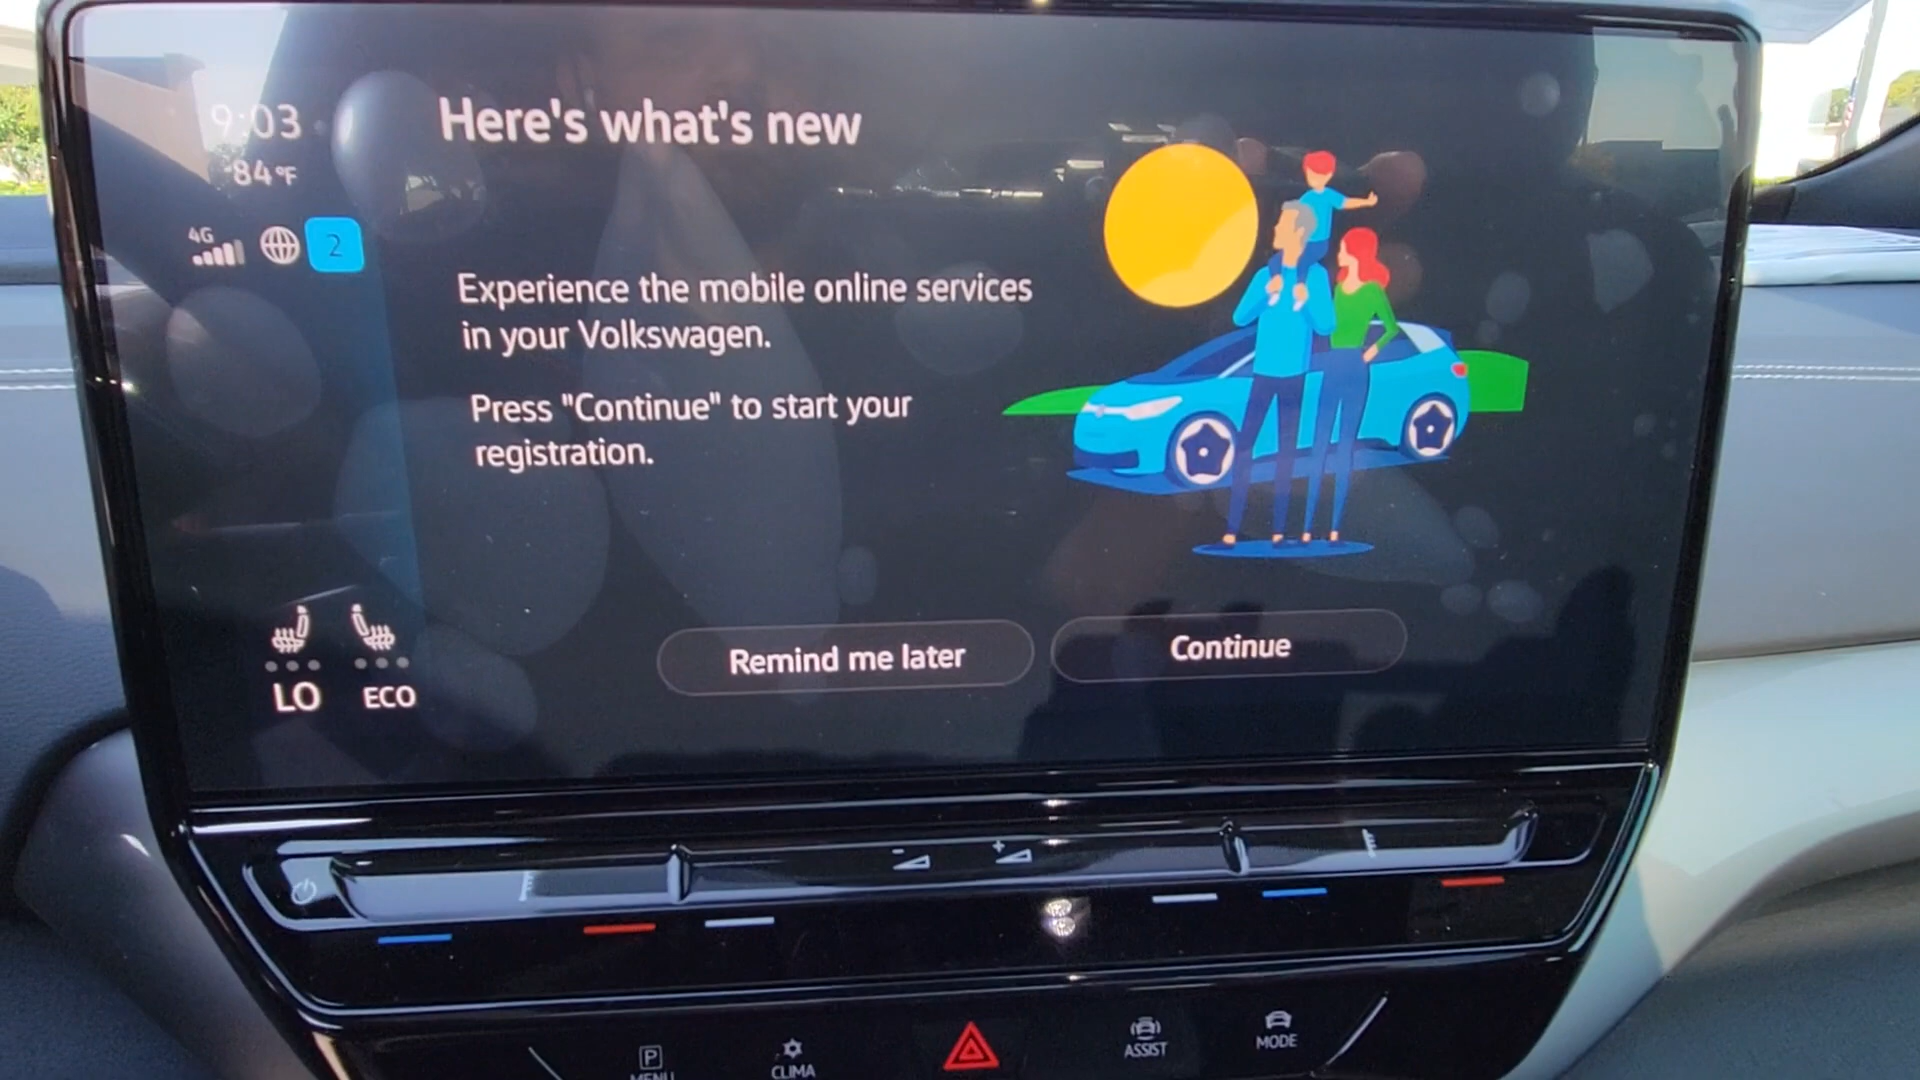 9:03
84°F
4G
2
Here's what's new
Experience the mobile online services
in your Volkswagen.
Press "Continue" to start your
registration.
LO
ECO
Remind me later
Continue
P
MENU
CLIMA
ASSIST
MODE